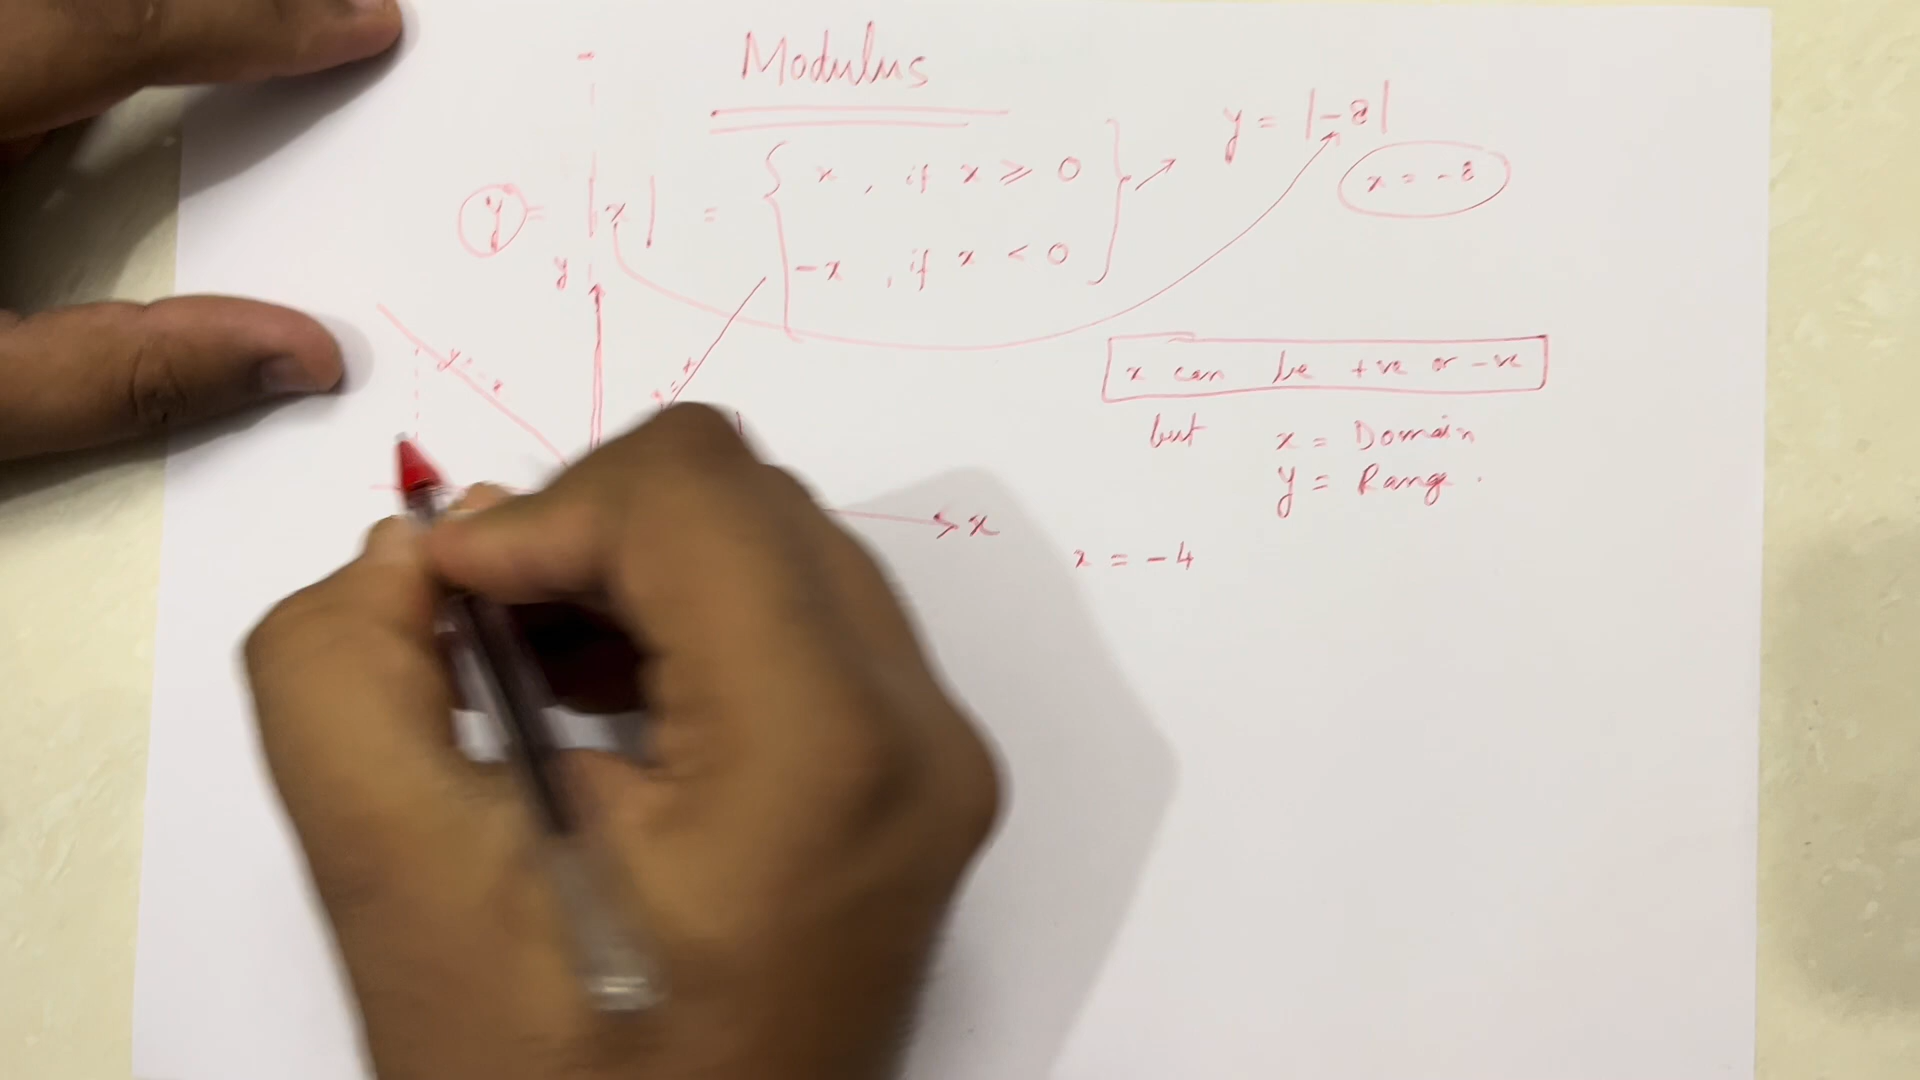 Modulus
y = |x| = { x , if x ⩾ 0
-x , if x < 0 }
y = |-8|
x = -8
y
y = -x
y = x
x
x can be +ve or -ve
but x = Domain
y = Range .
x = -4